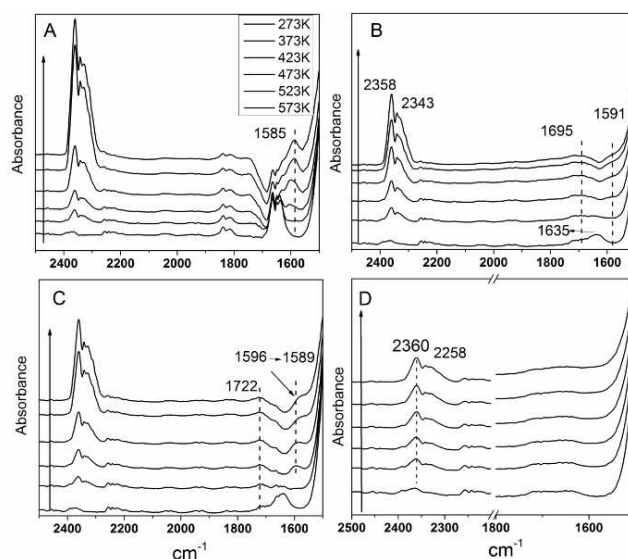 A
273K
373K
423K
473K
523K
573K
1585
Absorbance
2400 2200 2000 1800 1600
B
2358
2343
1591
1695
1635
Absorbance
2400 2200 2000 1800 1600
C
1596 1589
1722
Absorbance
2400 2200 2000 1800 1600
cm-1
D
2360
2258
Absorbance
2500 2400 2300 2200 1800 1600
cm-1